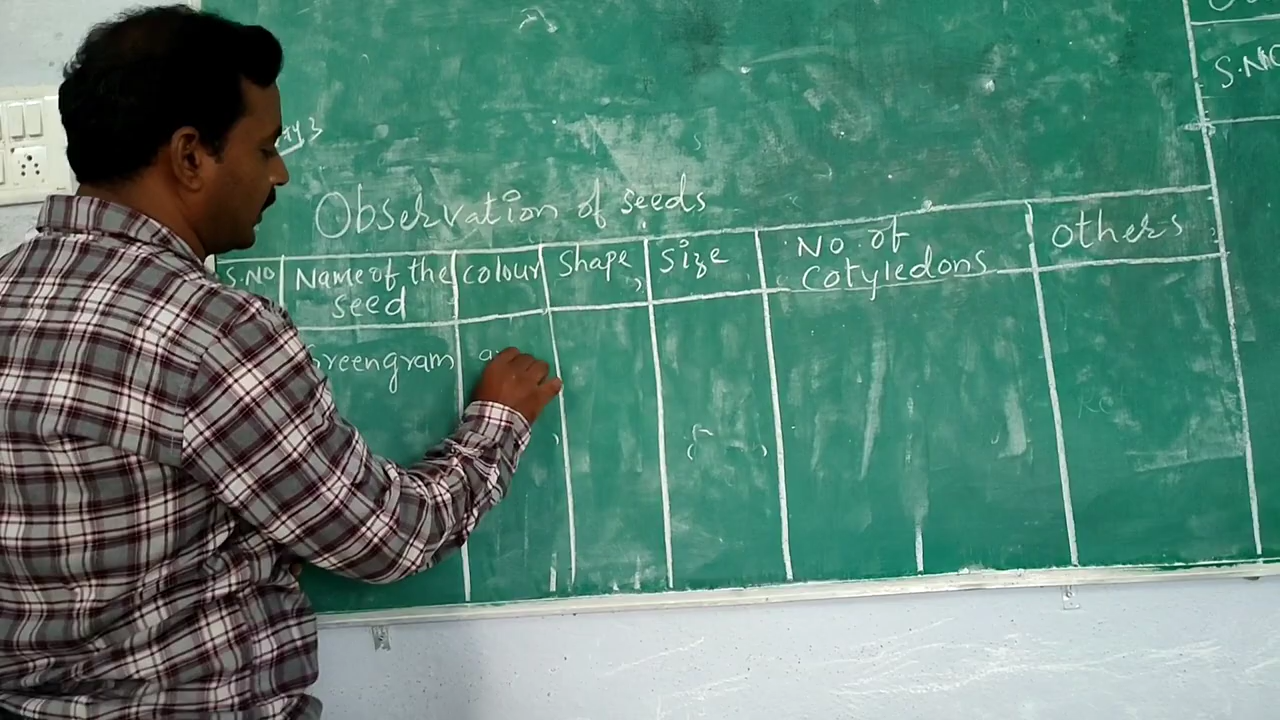 Observation of seeds
S.NO Name of the seed colour shape size No. of cotyledons others
Greengram
S.NO